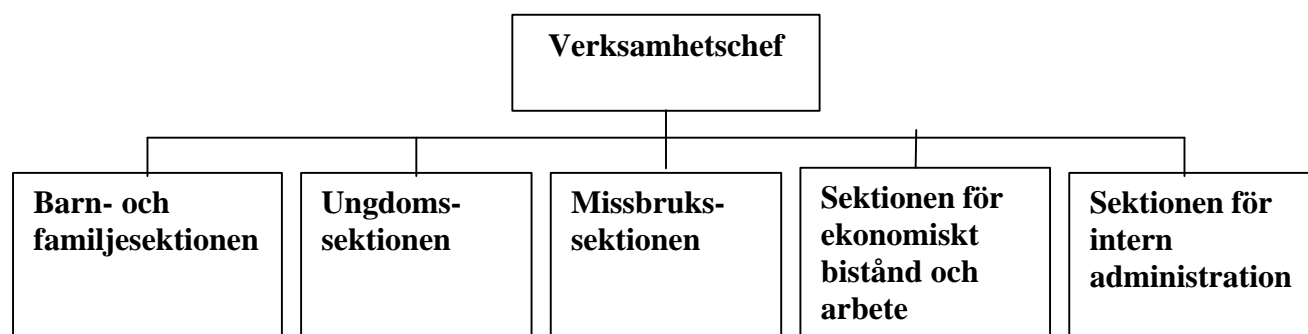 Verksamhetschef
Barn- och
familjesektionen
Ungdoms-
sektionen
Missbruks-
sektionen
Sektionen för
ekonomiskt
bistånd och
arbete
Sektionen för
intern
administration